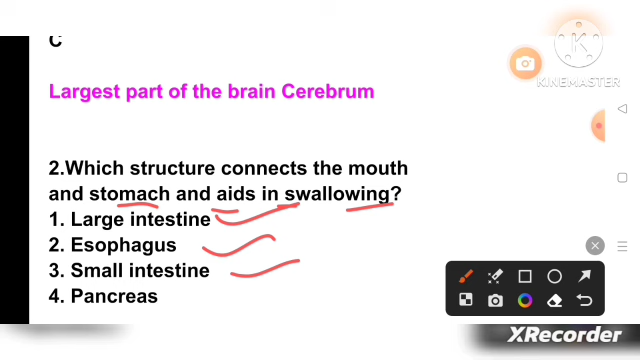 C
KINEMASTER
Largest part of the brain Cerebrum
2.Which structure connects the mouth
and stomach and aids in swallowing?
1. Large intestine
2. Esophagus
3. Small intestine
4. Pancreas
XRecorder